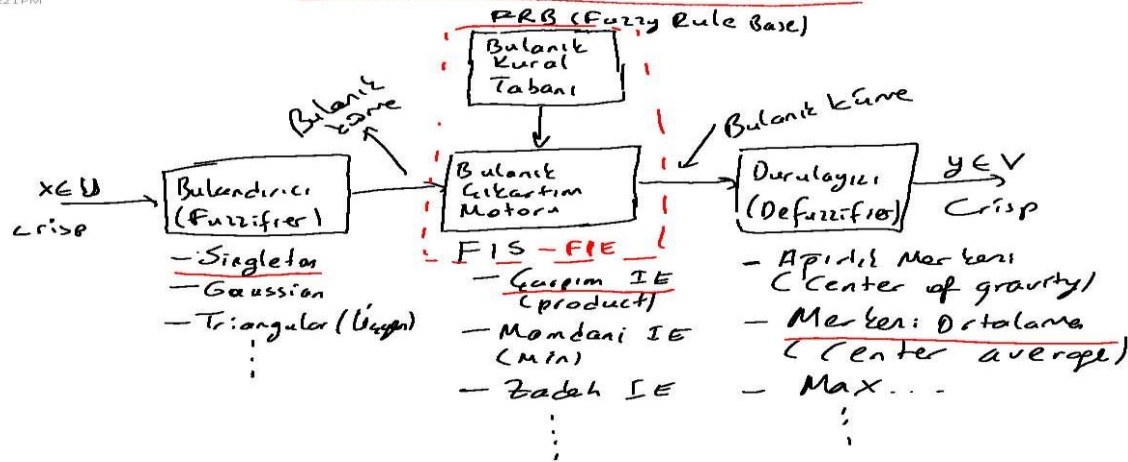 21PM
FRB (Fuzzy Rule Base)
Bulanık
Kural
Tabanı
Bulanık
küme
Bulanık küme
x∈U
crisp
Bulandırıcı
(Fuzzifier)
Bulanık
Çıkartım
Motoru
Durulayıcı
(Defuzzifier)
y∈V
Crisp
FIS - FIE
- Singleton
- Gaussian
- Triangular (Üçgen)
- Çarpım IE
(product)
- Mamdani IE
(Min)
- Zadeh IE
- Ağırlık Merkezi
(Center of gravity)
- Merkezi Ortalama
(Center average)
- Max...